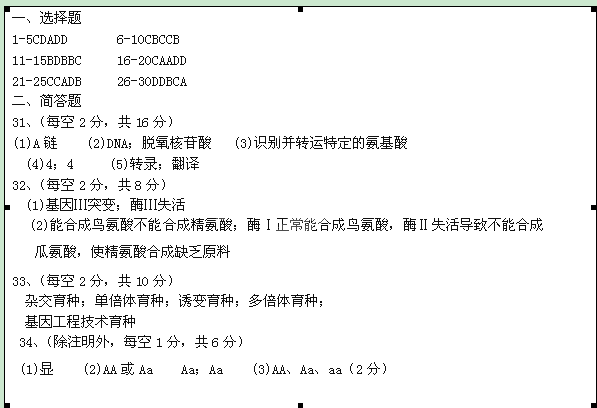 一、选择题
1-5CDADD 6-10CBCCB
11-15BDBBC 16-20CAADD
21-25CCADB 26-30DDBCA
二、简答题
31、(每空2分，共16分)
(1)A链 (2)DNA；脱氧核苷酸 (3)识别并转运特定的氨基酸
(4)4；4 (5)转录；翻译
32、(每空2分，共8分)
(1)基因Ⅲ突变；酶Ⅲ失活
(2)能合成鸟氨酸不能合成精氨酸；酶Ⅰ正常能合成鸟氨酸，酶Ⅱ失活导致不能合成
瓜氨酸，使精氨酸合成缺乏原料
33、(每空2分，共10分)
杂交育种；单倍体育种；诱变育种；多倍体育种；
基因工程技术育种
34、(除注明外，每空1分，共6分)
(1)显 (2)AA或Aa Aa；Aa (3)AA、Aa、aa(2分)